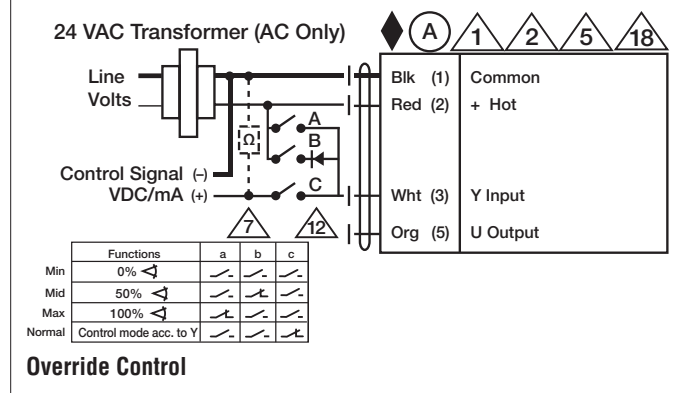 24 VAC Transformer (AC Only)
A
1
2
5
18
Line
Volts
Blk (1) Common
Red (2) + Hot
A
B
C
Ω
Control Signal (-)
VDC/mA (+)
Wht (3) Y Input
Org (5) U Output
7
12
Functions a b c
Min 0%
Mid 50%
Max 100%
Normal Control mode acc. to Y
Override Control